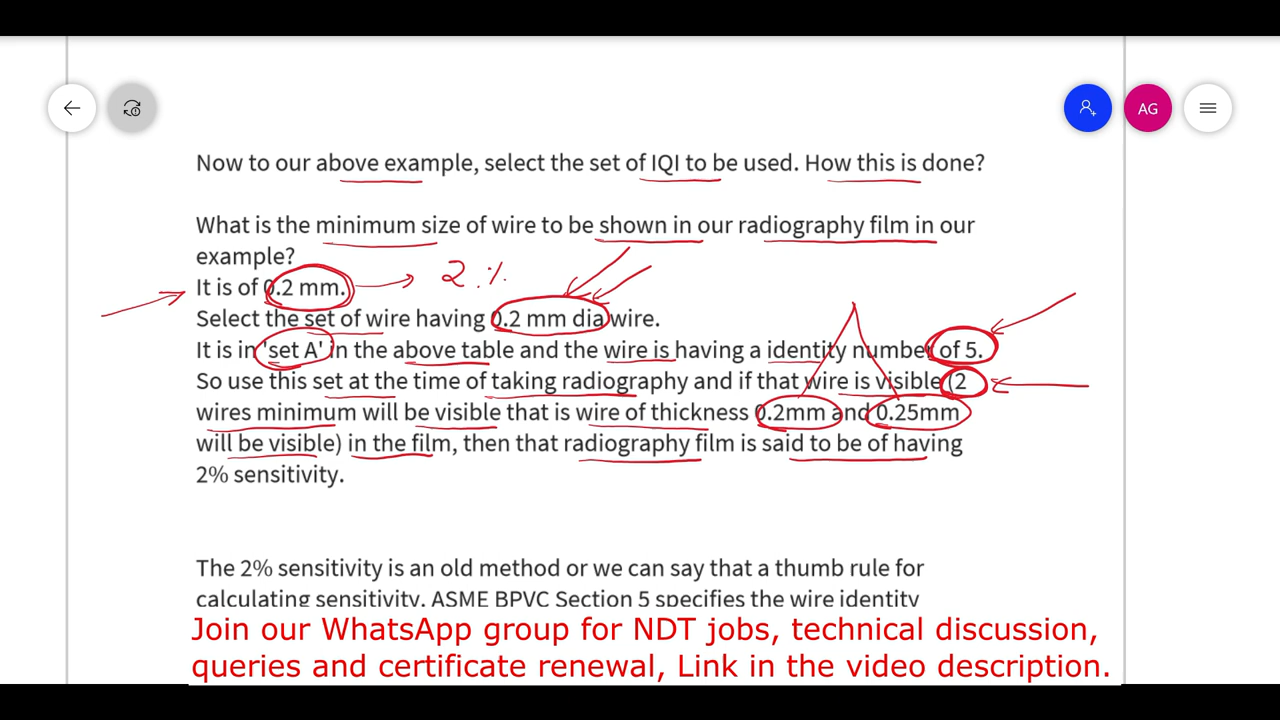 AG
Now to our above example, select the set of IQI to be used. How this is done?
What is the minimum size of wire to be shown in our radiography film in our
example?
It is of 0.2 mm. 2 %
Select the set of wire having 0.2 mm dia wire.
It is in 'set A' in the above table and the wire is having a identity number of 5.
So use this set at the time of taking radiography and if that wire is visible (2
wires minimum will be visible that is wire of thickness 0.2mm and 0.25mm
will be visible) in the film, then that radiography film is said to be of having
2% sensitivity.
The 2% sensitivity is an old method or we can say that a thumb rule for
calculating sensitivity. ASME BPVC Section 5 specifies the wire identity
Join our WhatsApp group for NDT jobs, technical discussion,
queries and certificate renewal, Link in the video description.